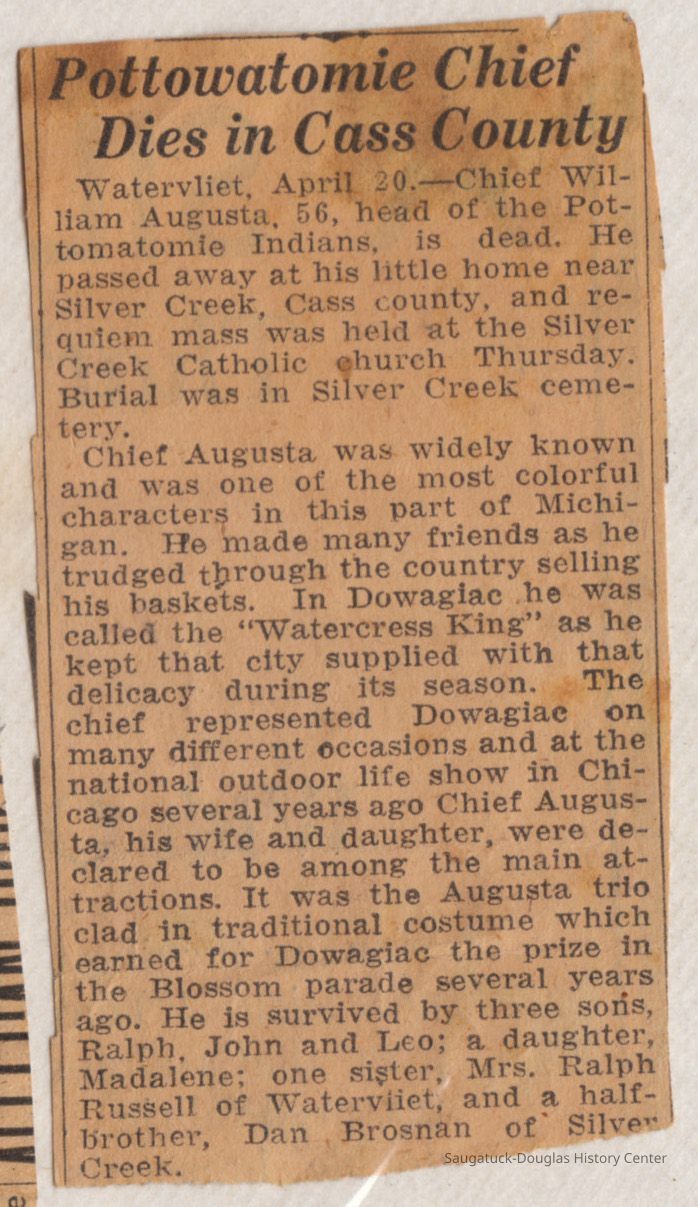 Pottowatomie Chief
Dies in Cass County
Watervliet, April 20.—Chief Wil-
liam Augusta, 56, head of the Pot-
tomatomie Indians, is dead. He
passed away at his little home near
Silver Creek, Cass county, and re-
quiem mass was held at the Silver
Creek Catholic church Thursday.
Burial was in Silver Creek ceme-
tery.
Chief Augusta was widely known
and was one of the most colorful
characters in this part of Michi-
gan. He made many friends as he
trudged through the country selling
his baskets. In Dowagiac he was
called the “Watercress King” as he
kept that city supplied with that
delicacy during its season. The
chief represented Dowagiac on
many different occasions and at the
national outdoor life show in Chi-
cago several years ago Chief Augus-
ta, his wife and daughter, were de-
clared to be among the main at-
tractions. It was the Augusta trio
clad in traditional costume which
earned for Dowagiac the prize in
the Blossom parade several years
ago. He is survived by three sons,
Ralph, John and Leo; a daughter,
Madalene; one sister, Mrs. Ralph
Russell of Watervliet, and a half-
brother, Dan Brosnan of Silver
Creek.
Saugatuck-Douglas History Center